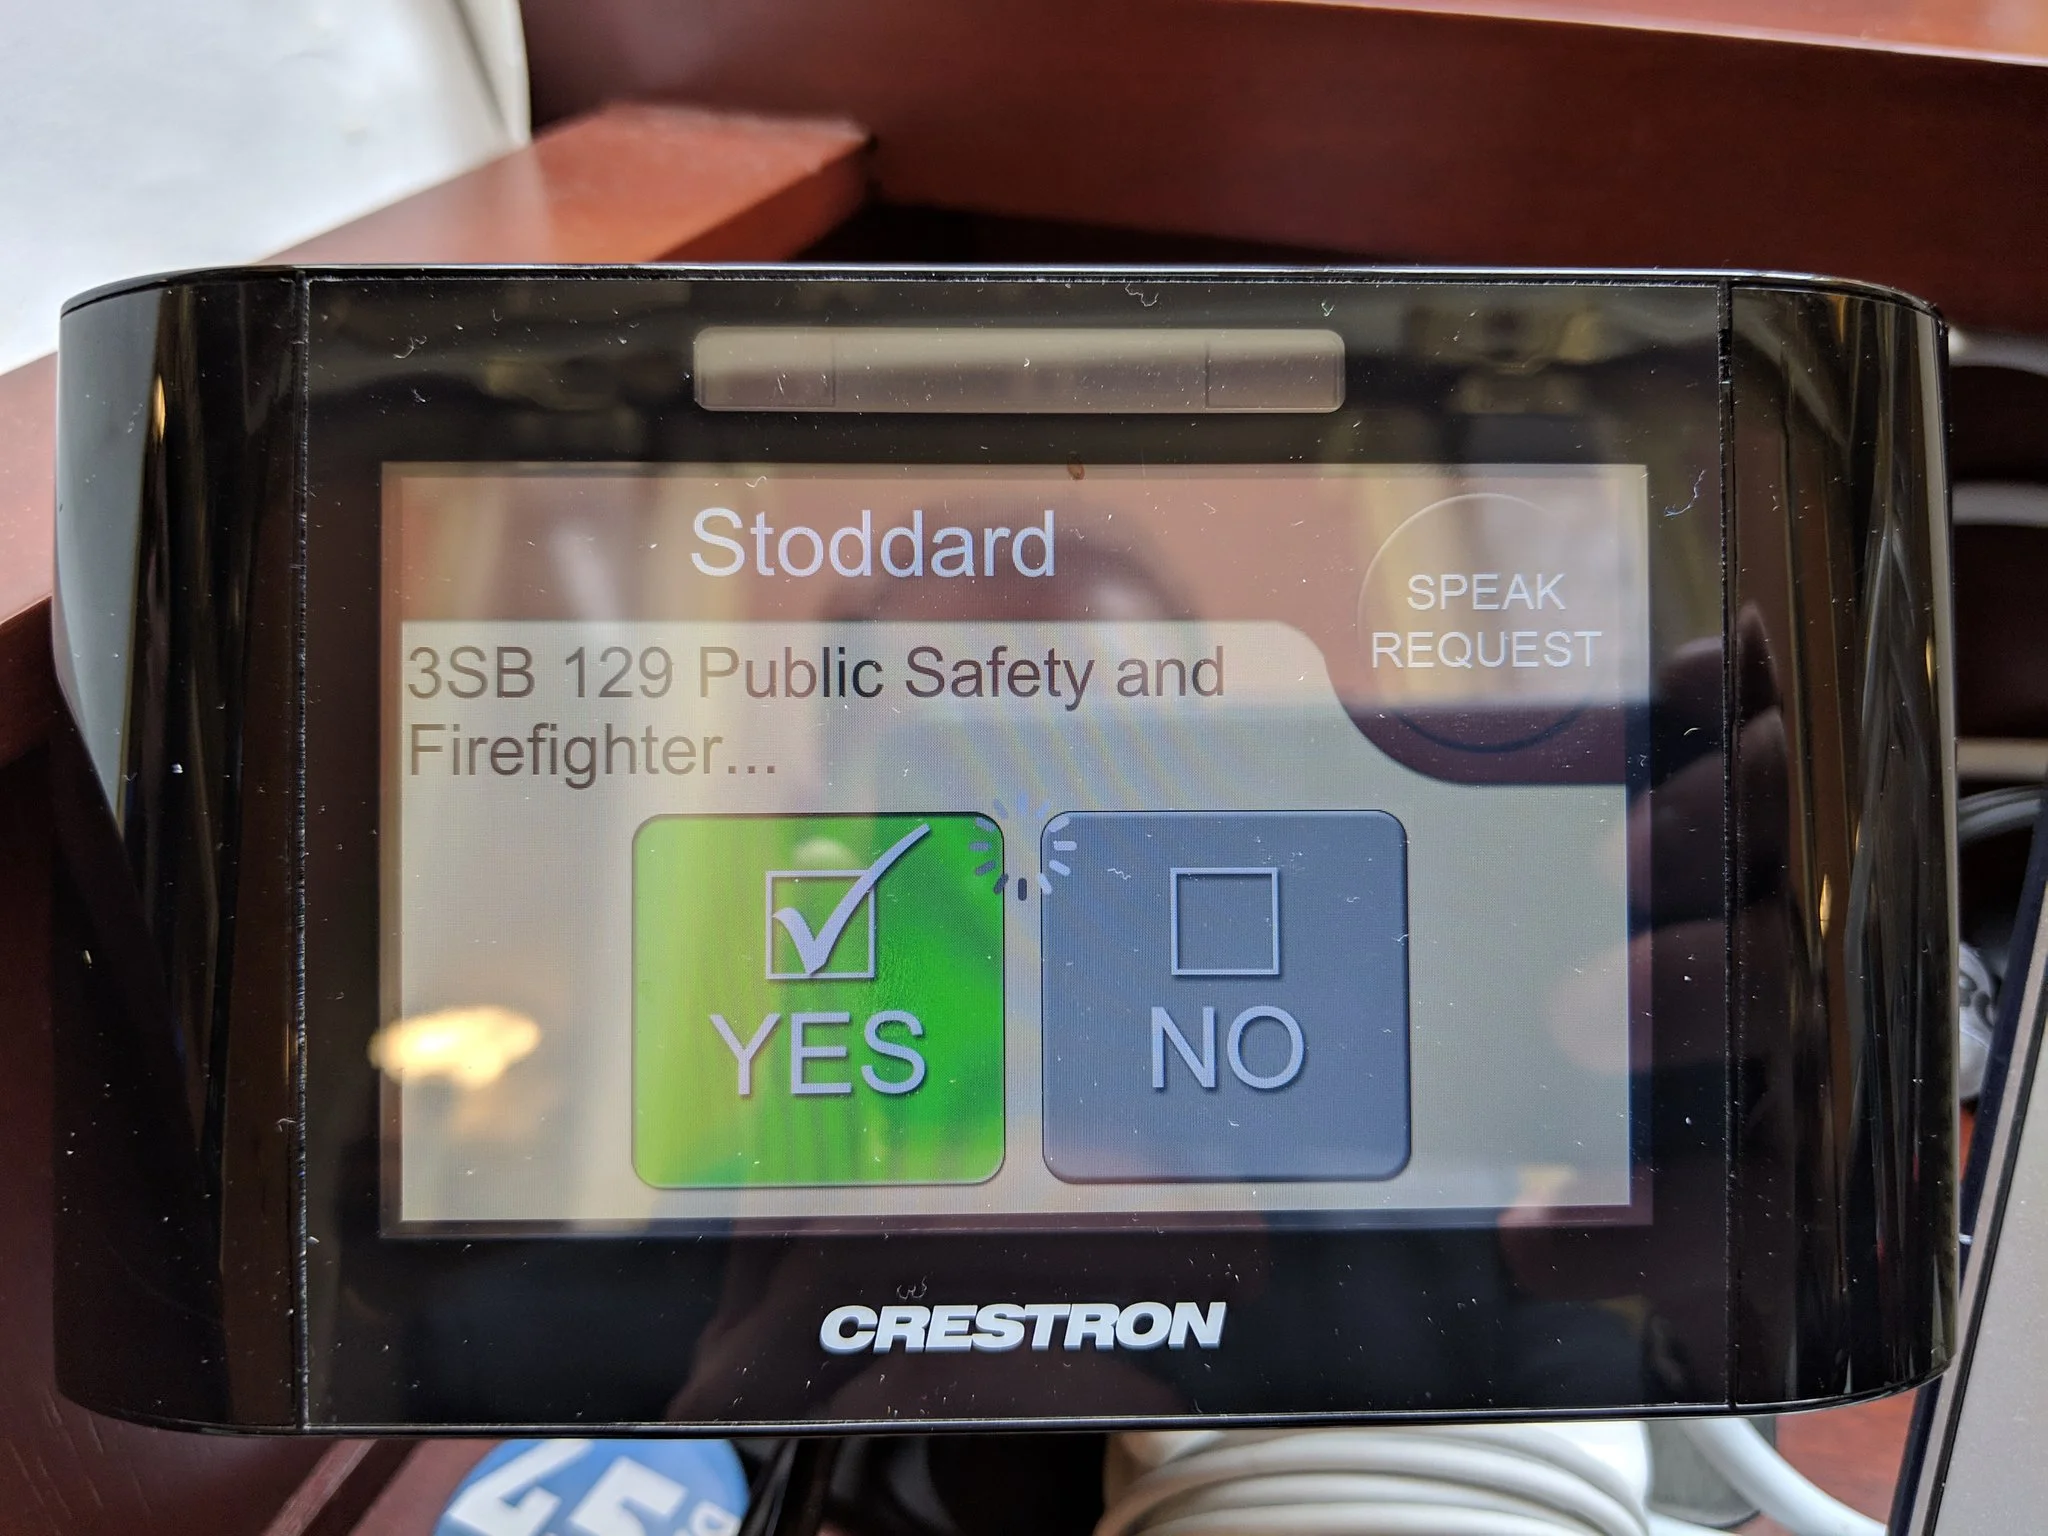 Stoddard
SPEAK
REQUEST
3SB 129 Public Safety and
Firefighter...
YES
NO
CRESTRON